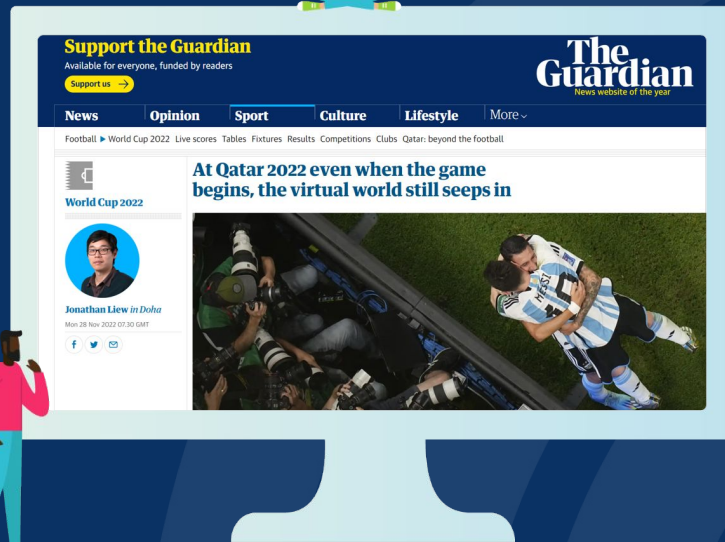 Support the Guardian
Available for everyone, funded by readers
Support us →
The
Guardian
News website of the year
News Opinion Sport Culture Lifestyle More
Football ▶ World Cup 2022 Live scores Tables Fixtures Results Competitions Clubs Qatar: beyond the football
World Cup 2022
At Qatar 2022 even when the game
begins, the virtual world still seeps in
Jonathan Liew in Doha
Mon 28 Nov 2022 07.30 GMT
MESSI
10